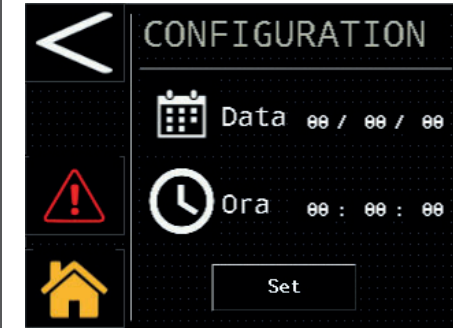 CONFIGURATION
Data 00 / 00 / 00
Ora 00 : 00 : 00
Set